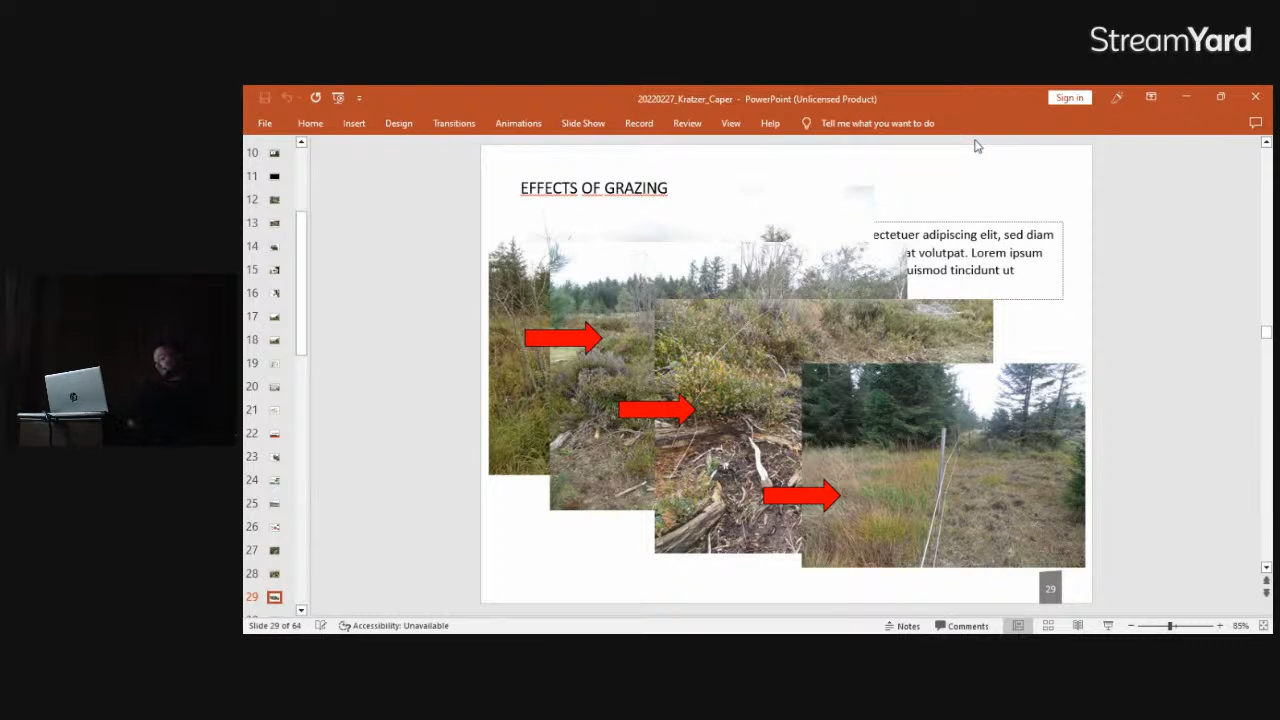 StreamYard
20220227_Kratzer_Caper - PowerPoint (Unlicensed Product)
Sign in
File Home Insert Design Transitions Animations Slide Show Record Review View Help Tell me what you want to do
10
11
12
13
14
15
16
17
18
19
20
21
22
23
24
25
26
27
28
29
EFFECTS OF GRAZING
ectetuer adipiscing elit, sed diam
at volutpat. Lorem ipsum
uismod tincidunt ut
29
Slide 29 of 64 Accessibility: Unavailable Notes Comments 85%